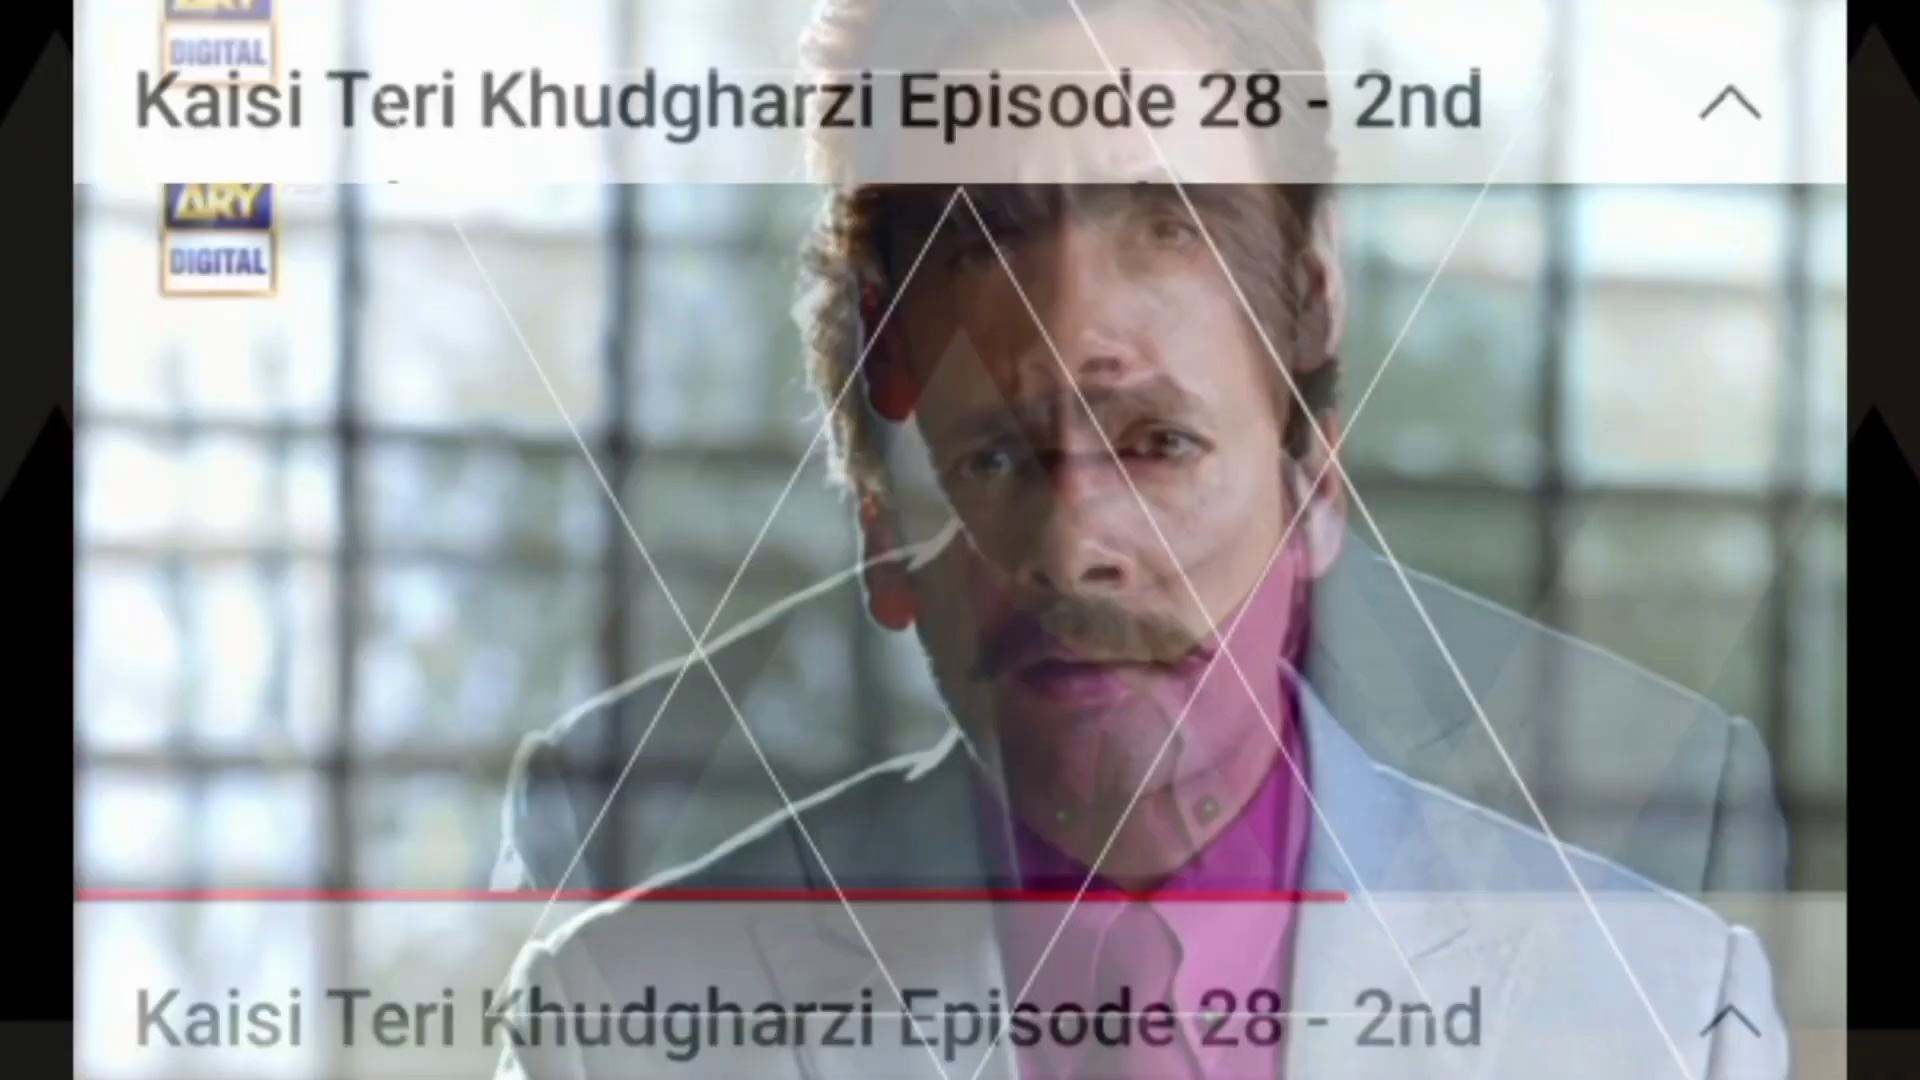 ARY
DIGITAL
Kaisi Teri Khudgharzi Episode 28 - 2nd
ARY
DIGITAL
Kaisi Teri Khudgharzi Episode 28 - 2nd